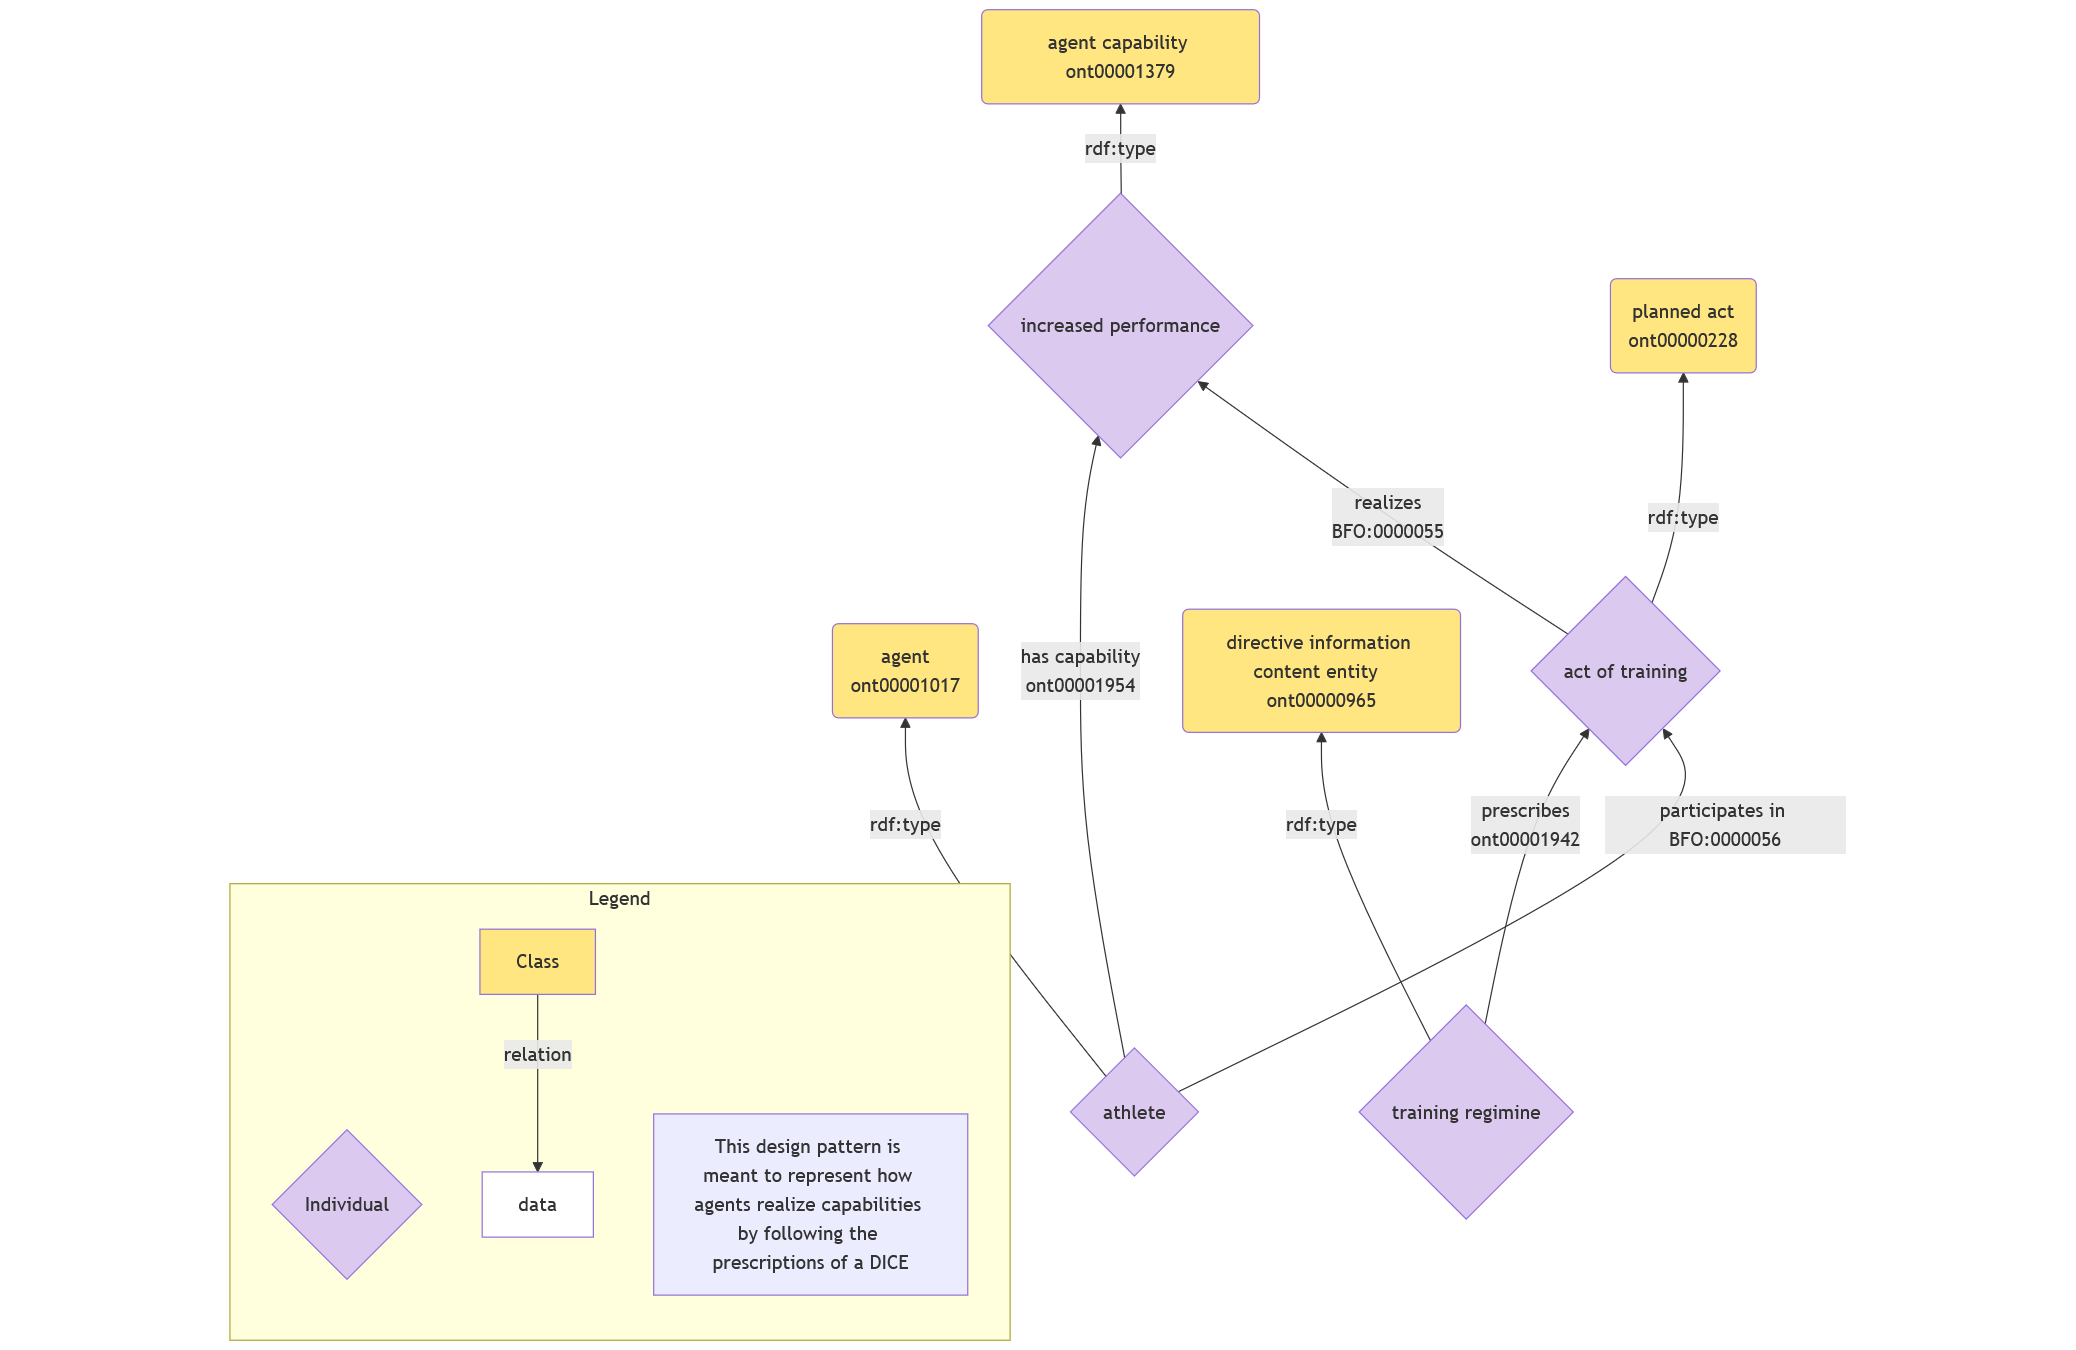 agent capability
ont00001379
rdf:type
increased performance
planned act
ont00000228
realizes
BFO:0000055
rdf:type
agent
ont00001017
has capability
ont00001954
directive information
content entity
ont00000965
act of training
rdf:type
rdf:type
prescribes
ont00001942
participates in
BFO:0000056
Legend
Class
relation
Individual
data
This design pattern is
meant to represent how
agents realize capabilities
by following the
prescriptions of a DICE
athlete
training regimine